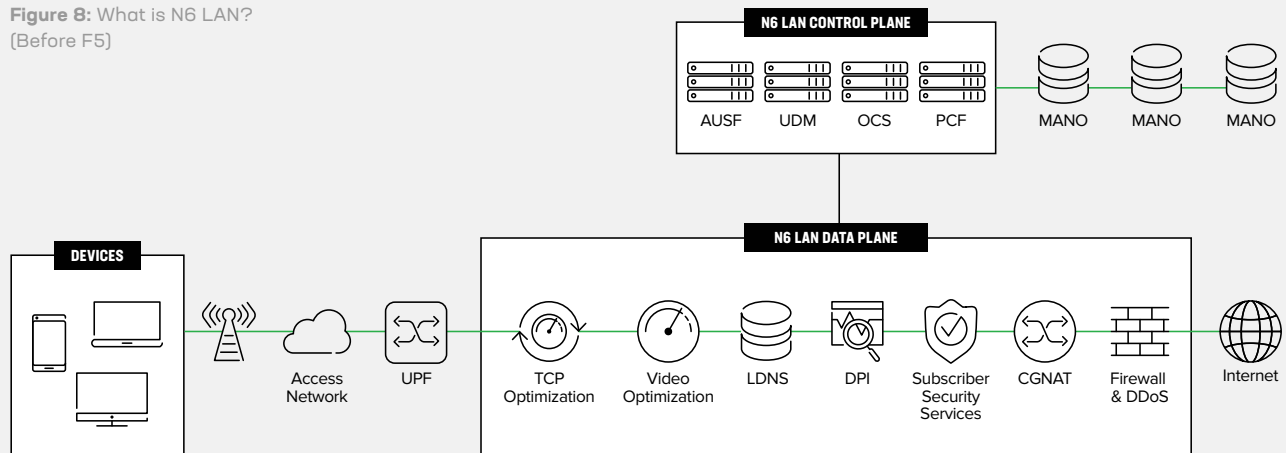 Figure 8: What is N6 LAN?
(Before F5)
N6 LAN CONTROL PLANE
AUSF
UDM
OCS
PCF
MANO
MANO
MANO
N6 LAN DATA PLANE
DEVICES
Access
Network
UPF
TCP
Optimization
Video
Optimization
LDNS
DPI
Subscriber
Security
Services
CGNAT
Firewall
& DDoS
Internet